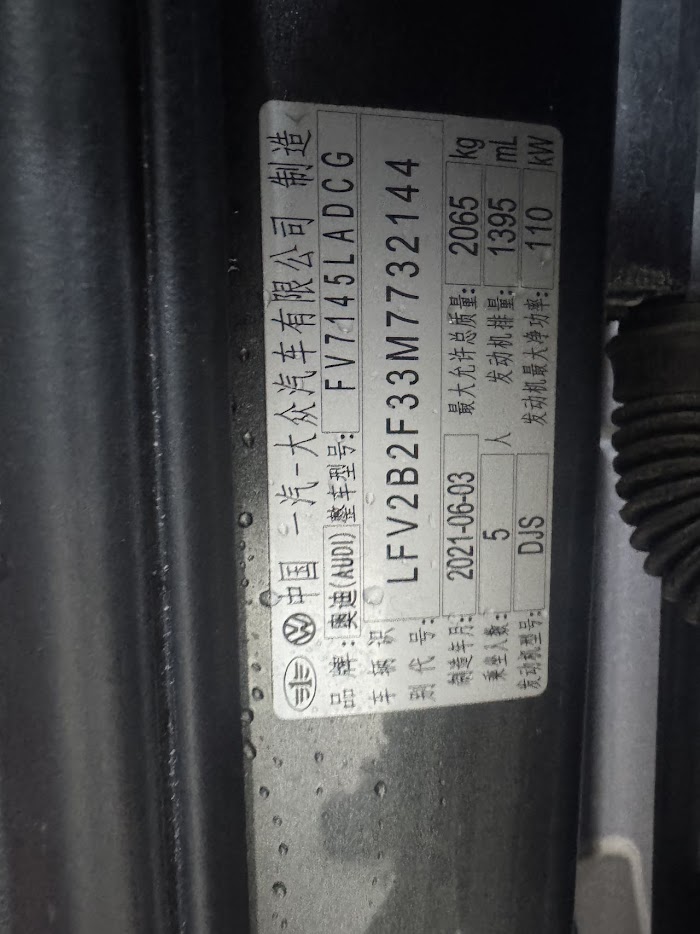 中国 一汽-大众汽车有限公司 制造
品牌: 奥迪(AUDI) 整车型号: FV7145LADCG
车辆识别代号: LFV2B2F33M7732144
制造年月: 2021-06-03 最大允许总质量: 2065 kg
乘坐人数: 5 人 发动机排量: 1395 mL
发动机型号: DJS 发动机最大净功率: 110 kW